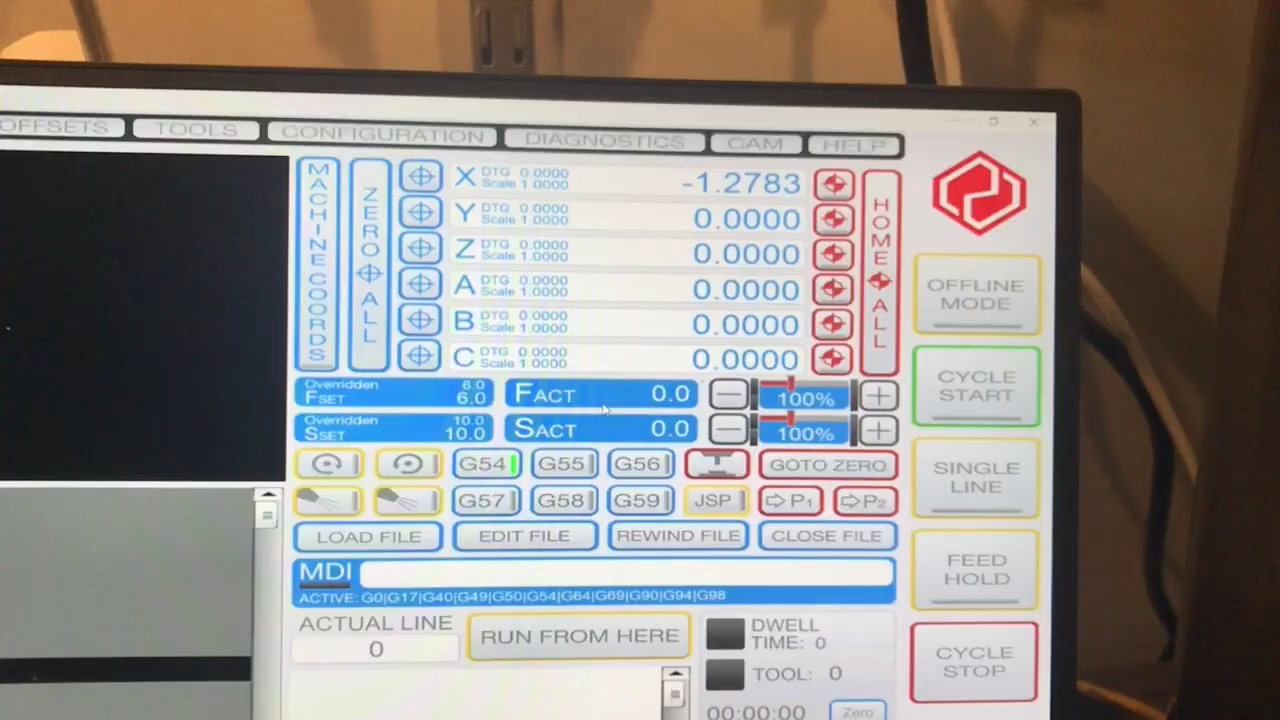 OFFSETS TOOLS CONFIGURATION DIAGNOSTICS CAM HELP
MACHINE COORDS
ZERO ALL
X DTG 0.0000 -1.2783
Scale 1.0000
Y DTG 0.0000 0.0000
Scale 1.0000
Z DTG 0.0000 0.0000
Scale 1.0000
A DTG 0.0000 0.0000
Scale 1.0000
B DTG 0.0000 0.0000
Scale 1.0000
C DTG 0.0000 0.0000
Scale 1.0000
HOME ALL
Overridden 6.0
FSET 6.0
FACT 0.0
100%
Overridden 10.0
SSET 10.0
SACT 0.0
100%
G54 G55 G56 GOTO ZERO
G57 G58 G59 JSP P1 P2
LOAD FILE EDIT FILE REWIND FILE CLOSE FILE
MDI
ACTIVE: G0|G17|G40|G49|G50|G54|G64|G69|G90|G94|G98
ACTUAL LINE
0
RUN FROM HERE
DWELL
TIME: 0
TOOL: 0
00:00:00 Zero
OFFLINE
MODE
CYCLE
START
SINGLE
LINE
FEED
HOLD
CYCLE
STOP